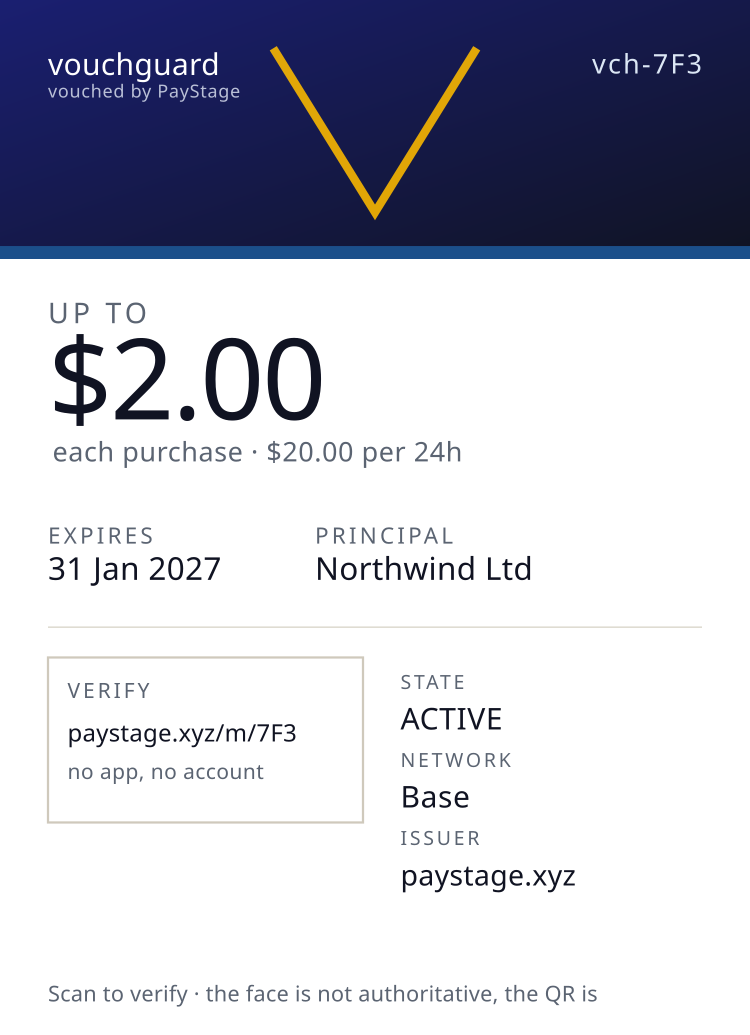 vouchguard
vouched by PayStage
vch-7F3
UP TO
$2.00
each purchase · $20.00 per 24h
EXPIRES
31 Jan 2027
PRINCIPAL
Northwind Ltd
VERIFY
paystage.xyz/m/7F3
no app, no account
STATE
ACTIVE
NETWORK
Base
ISSUER
paystage.xyz
Scan to verify · the face is not authoritative, the QR is